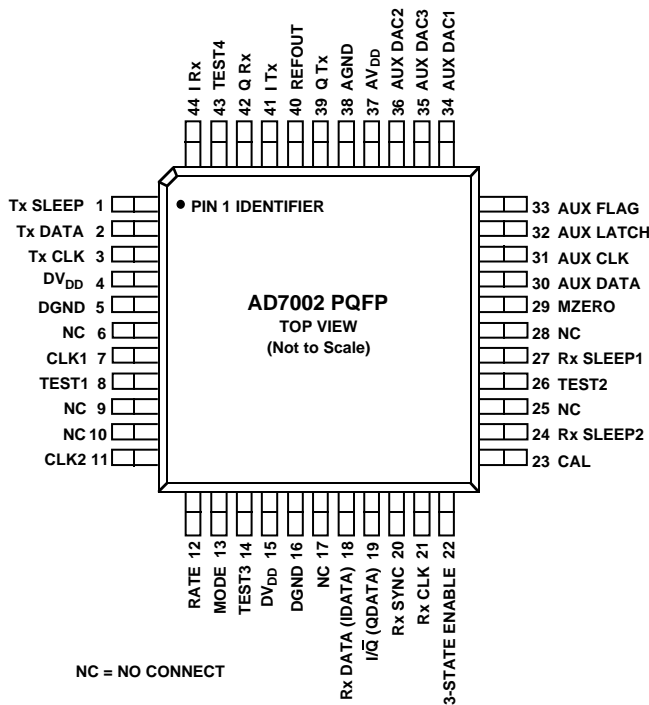 44 I Rx
43 TEST4
42 Q Rx
41 I Tx
40 REFOUT
39 Q Tx
38 AGND
37 AVDD
36 AUX DAC2
35 AUX DAC3
34 AUX DAC1
Tx SLEEP 1
Tx DATA 2
Tx CLK 3
DVDD 4
DGND 5
NC 6
CLK1 7
TEST1 8
NC 9
NC 10
CLK2 11
PIN 1 IDENTIFIER
AD7002 PQFP
TOP VIEW
(Not to Scale)
33 AUX FLAG
32 AUX LATCH
31 AUX CLK
30 AUX DATA
29 MZERO
28 NC
27 Rx SLEEP1
26 TEST2
25 NC
24 Rx SLEEP2
23 CAL
RATE 12
MODE 13
TEST3 14
DVDD 15
DGND 16
NC 17
Rx DATA (IDATA) 18
I/Q̅ (QDATA) 19
Rx SYNC 20
Rx CLK 21
3-STATE ENABLE 22
NC = NO CONNECT